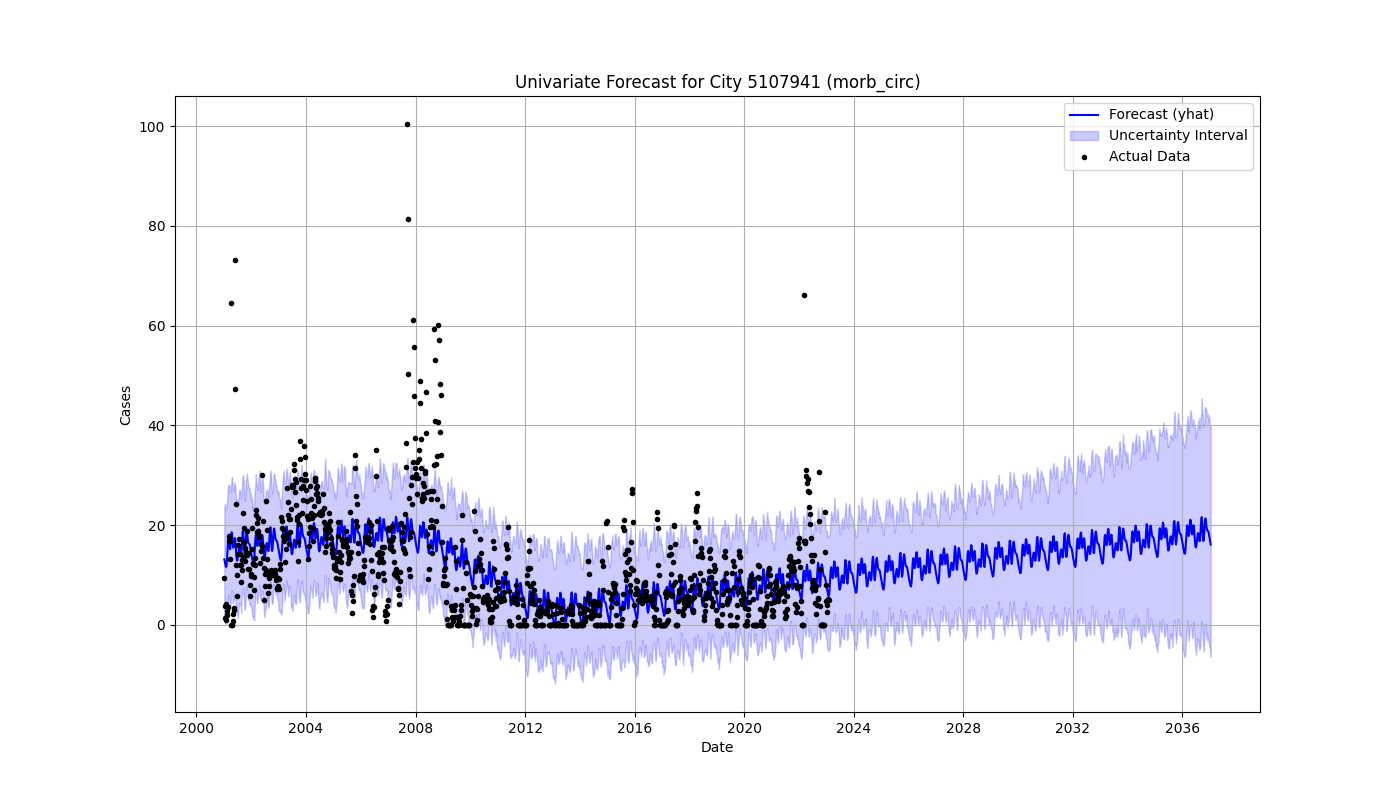 Univariate Forecast for City 5107941 (morb_circ)
Forecast (yhat)
Uncertainty Interval
Actual Data
100
80
60
40
20
0
Cases
2000 2004 2008 2012 2016 2020 2024 2028 2032 2036
Date